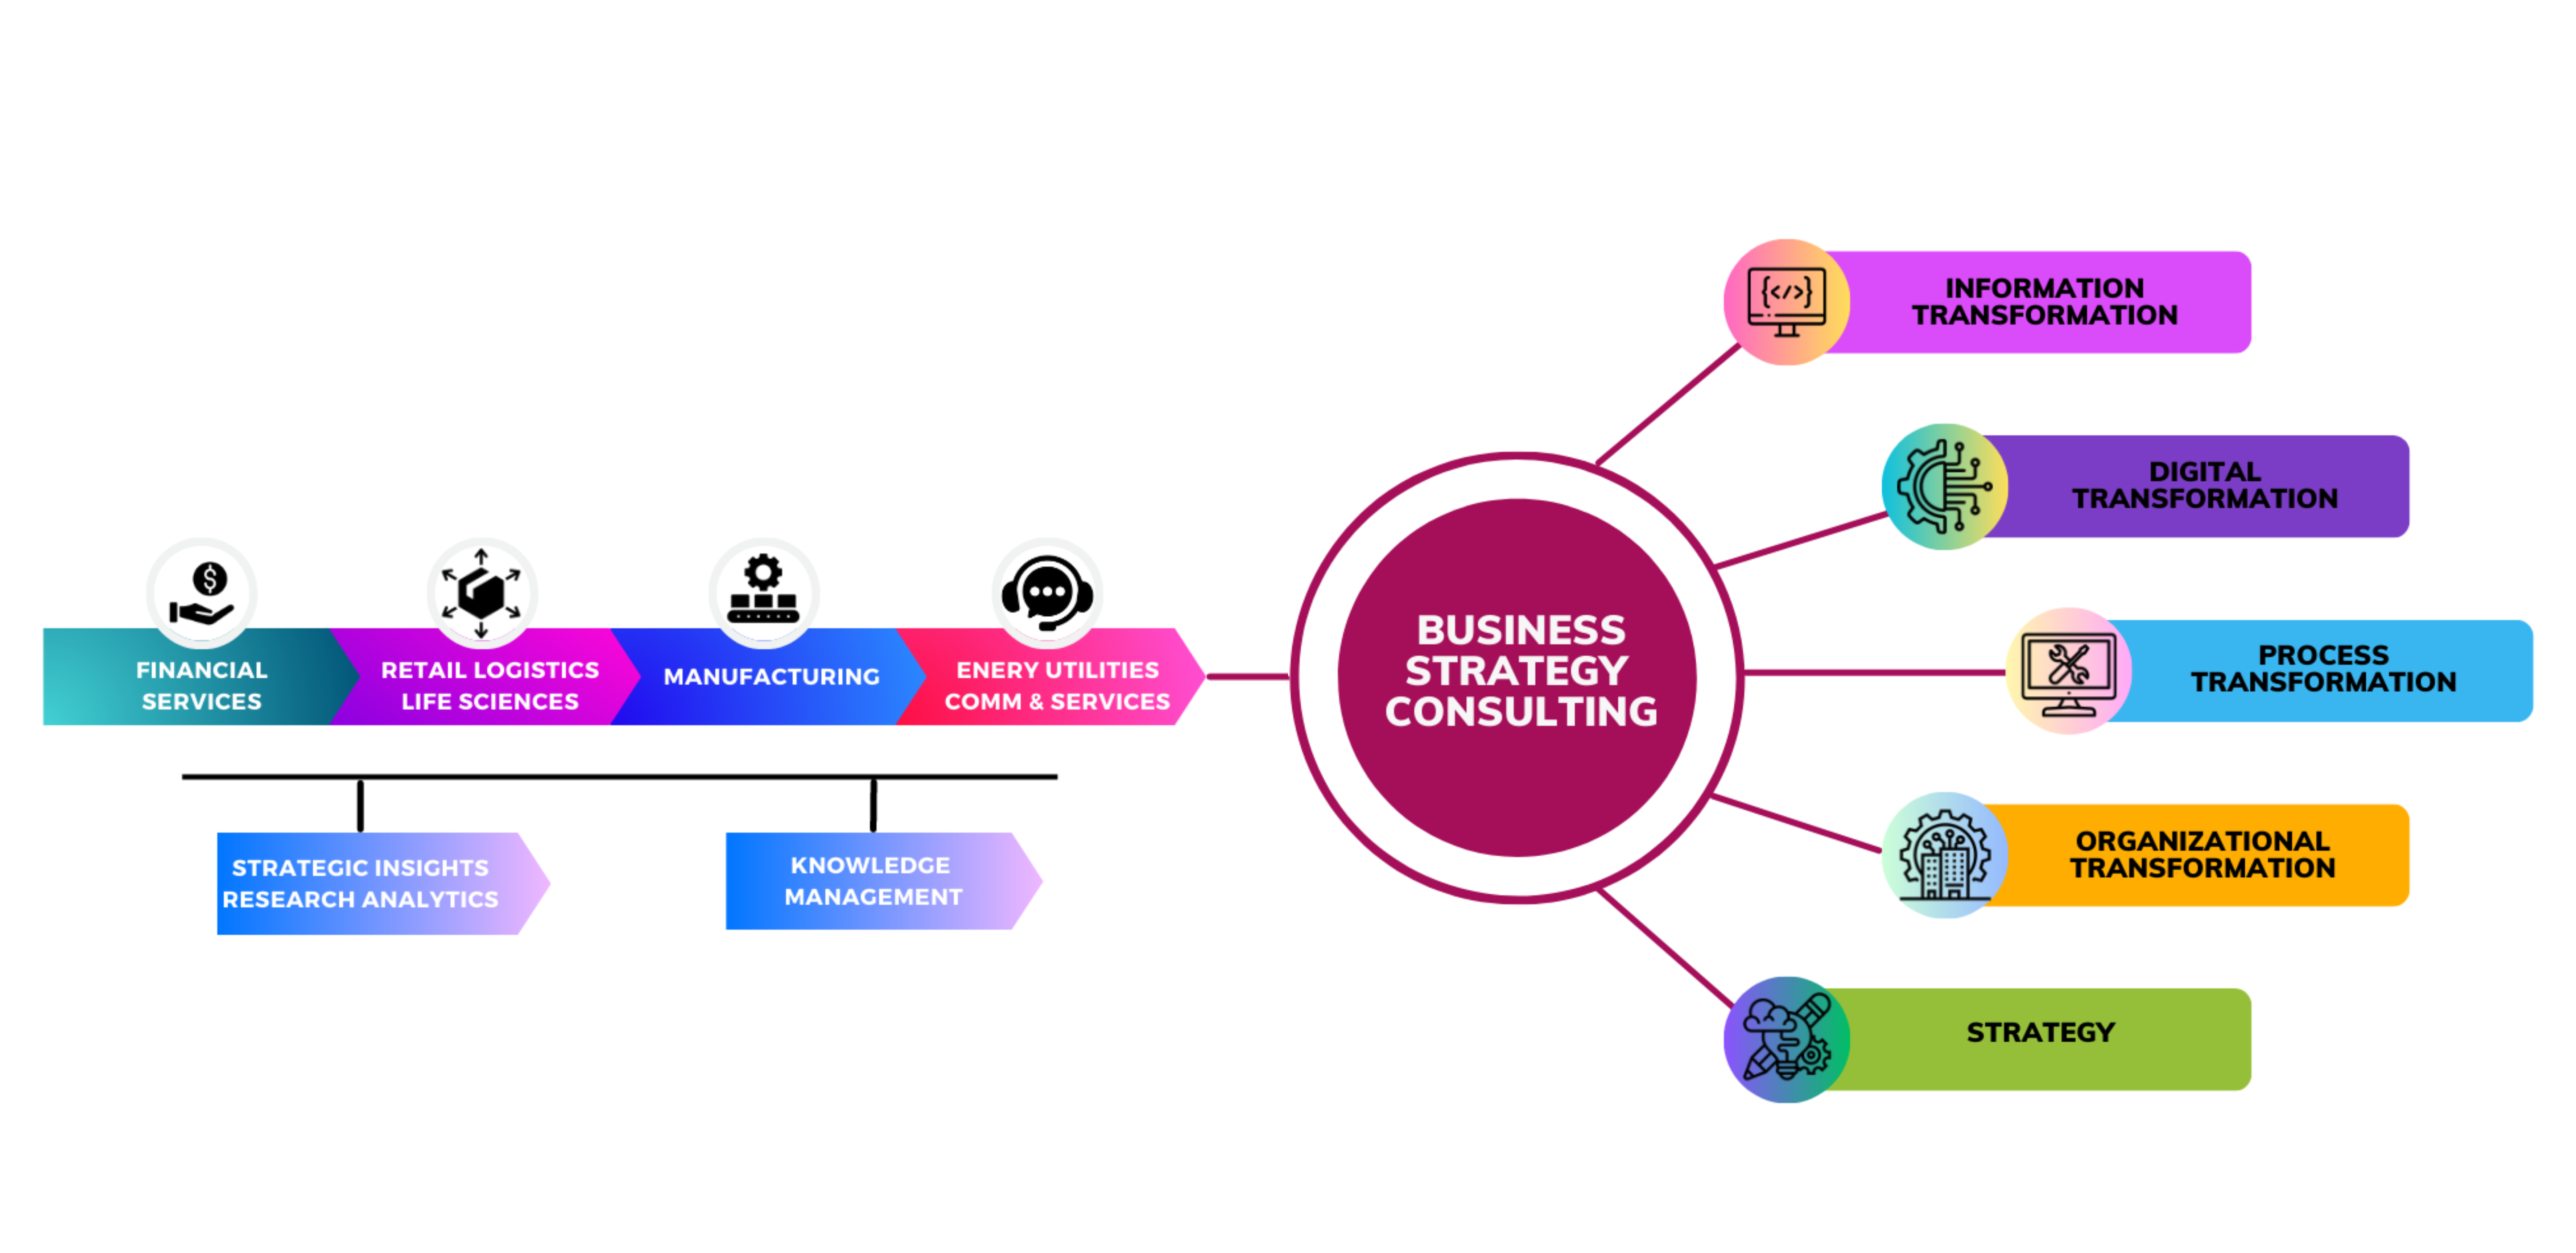 FINANCIAL
SERVICES
RETAIL LOGISTICS
LIFE SCIENCES
MANUFACTURING
ENERY UTILITIES
COMM & SERVICES
STRATEGIC INSIGHTS
RESEARCH ANALYTICS
KNOWLEDGE
MANAGEMENT
BUSINESS
STRATEGY
CONSULTING
INFORMATION
TRANSFORMATION
DIGITAL
TRANSFORMATION
PROCESS
TRANSFORMATION
ORGANIZATIONAL
TRANSFORMATION
STRATEGY